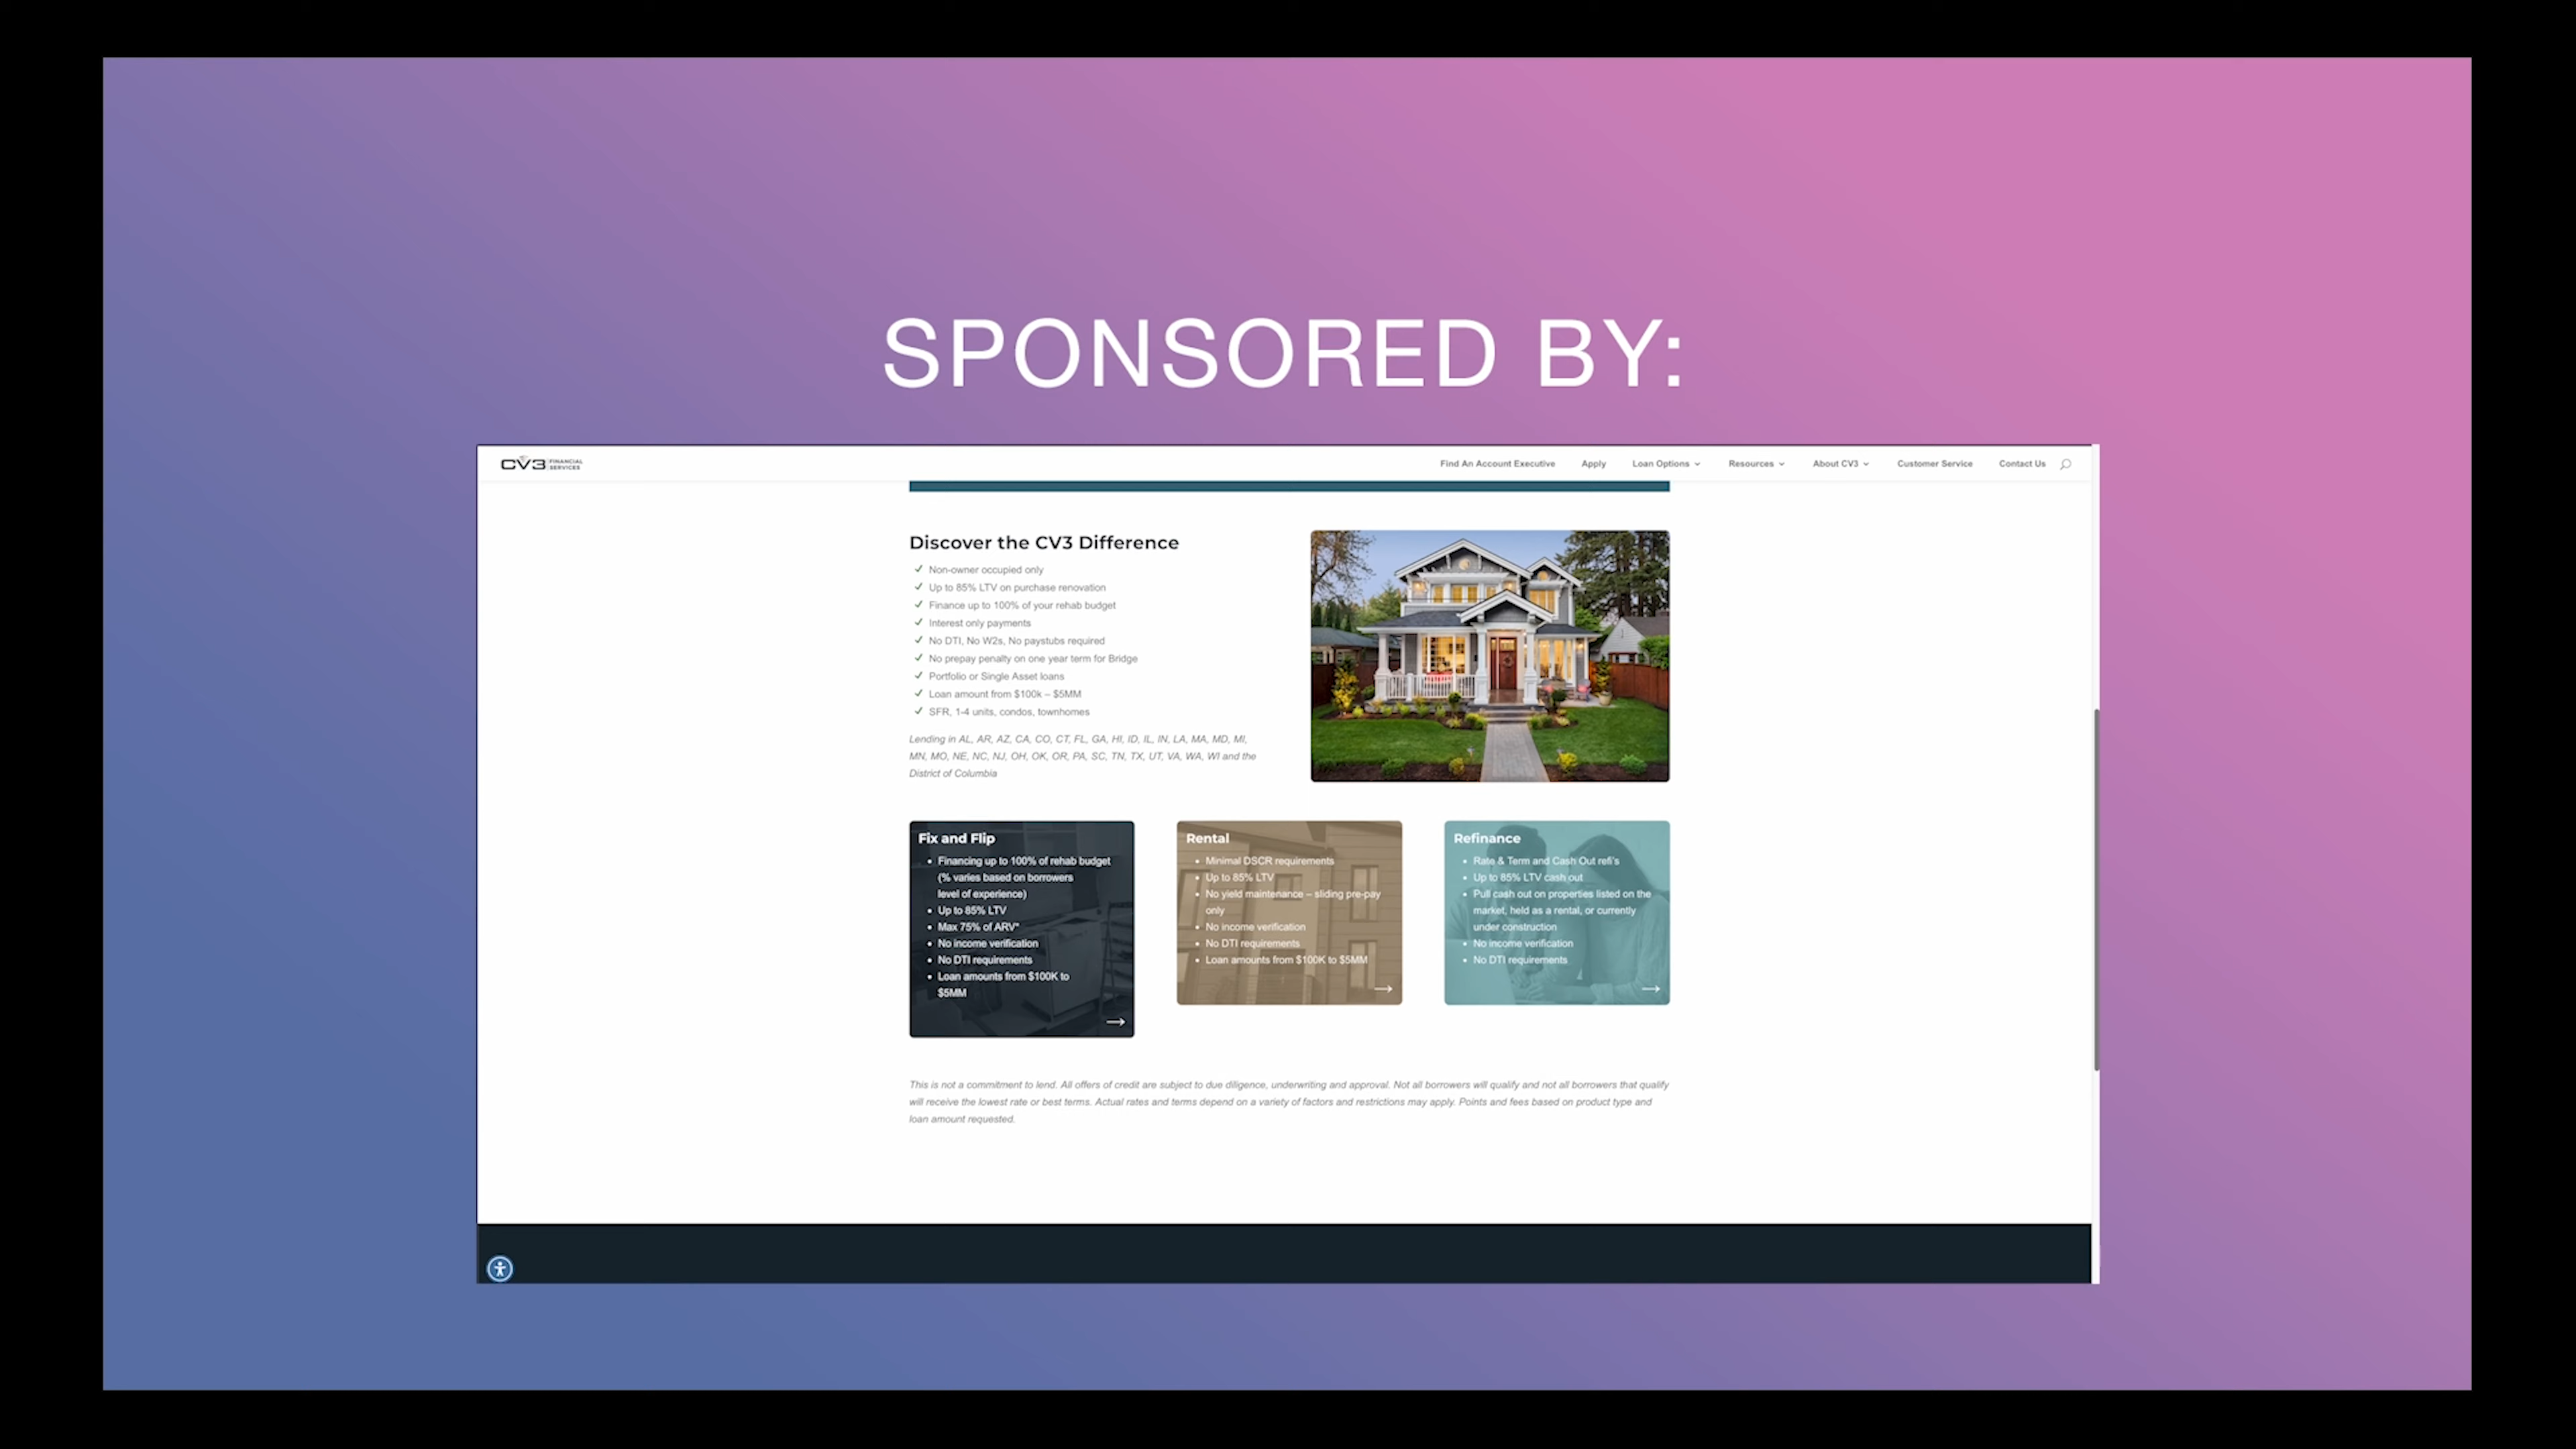 SPONSORED BY:
CV3 FINANCIAL SERVICES
Find An Account Executive Apply Loan Options Resources About CV3 Customer Service Contact Us
Discover the CV3 Difference
Non-owner occupied only
Up to 85% LTV on purchase renovation
Finance up to 100% of your rehab budget
Interest only payments
No DTI, No W2s, No paystubs required
No prepay penalty on one year term for Bridge
Portfolio or Single Asset loans
Loan amount from $100k – $5MM
SFR, 1-4 units, condos, townhomes
Lending in AL, AR, AZ, CA, CO, CT, FL, GA, HI, ID, IL, IN, LA, MA, MD, MI,
MN, MO, NE, NC, NJ, OH, OK, OR, PA, SC, TN, TX, UT, VA, WA, WI and the
District of Columbia
Fix and Flip
• Financing up to 100% of rehab budget
(% varies based on borrowers
level of experience)
• Up to 85% LTV
• Max 75% of ARV*
• No income verification
• No DTI requirements
• Loan amounts from $100K to
$5MM
Rental
• Minimal DSCR requirements
• Up to 85% LTV
• No yield maintenance – sliding pre-pay
only
• No income verification
• No DTI requirements
• Loan amounts from $100K to $5MM
Refinance
• Rate & Term and Cash Out refi's
• Up to 85% LTV cash out
• Pull cash out on properties listed on the
market, held as a rental, or currently
under construction
• No income verification
• No DTI requirements
This is not a commitment to lend. All offers of credit are subject to due diligence, underwriting and approval. Not all borrowers will qualify and not all borrowers that qualify
will receive the lowest rate or best terms. Actual rates and terms depend on a variety of factors and restrictions may apply. Points and fees based on product type and
loan amount requested.